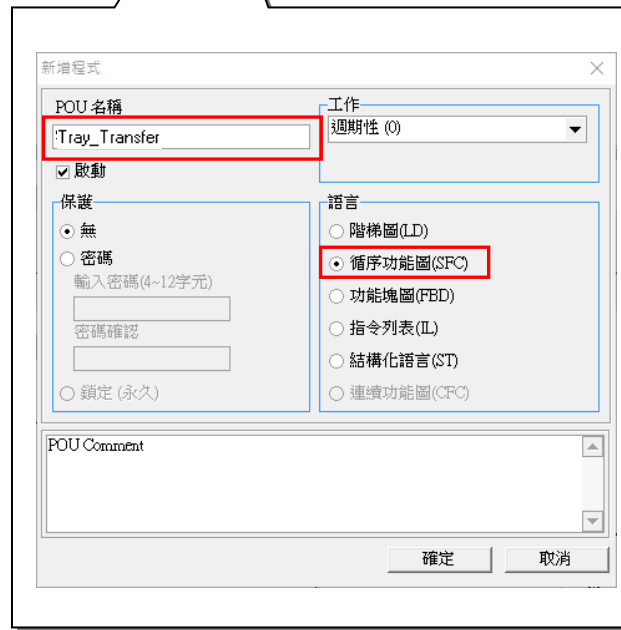 新增程式
POU 名稱
Tray_Transfer
啟動
工作
週期性 (0)
保護
無
密碼
輸入密碼(4~12字元)
密碼確認
鎖定 (永久)
語言
階梯圖(LD)
循序功能圖(SFC)
功能塊圖(FBD)
指令列表(IL)
結構化語言(ST)
連續功能圖(CFC)
POU Comment
確定
取消